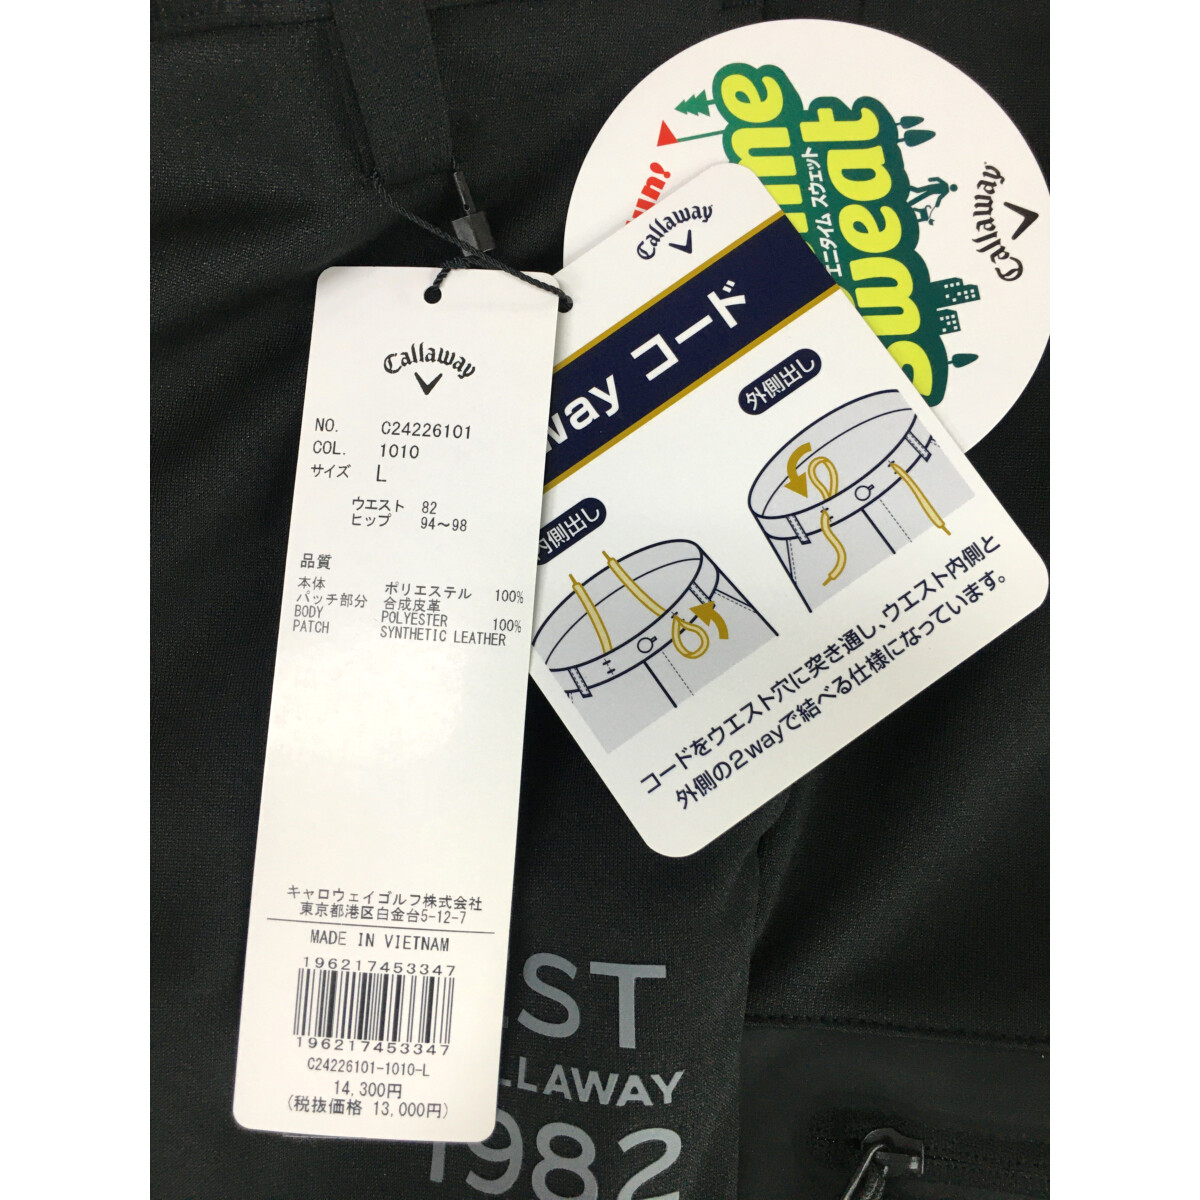 Callaway
NO. C24226101
COL. 1010
サイズ L
ウエスト 82
ヒップ 94～98
品質
本体 ポリエステル 100%
パッチ部分 合成皮革
BODY POLYESTER 100%
PATCH SYNTHETIC LEATHER
キャロウェイゴルフ株式会社
東京都港区白金台5-12-7
MADE IN VIETNAM
196217453347
196217453347
C24226101-1010-L
14,300円
(税抜価格 13,000円)
Callaway
way コード
外側出し
内側出し
コードをウエスト穴に突き通し、ウエスト内側と
外側の2wayで結べる仕様になっています。
Sweat
エニタイム スウェット
Callaway
1982